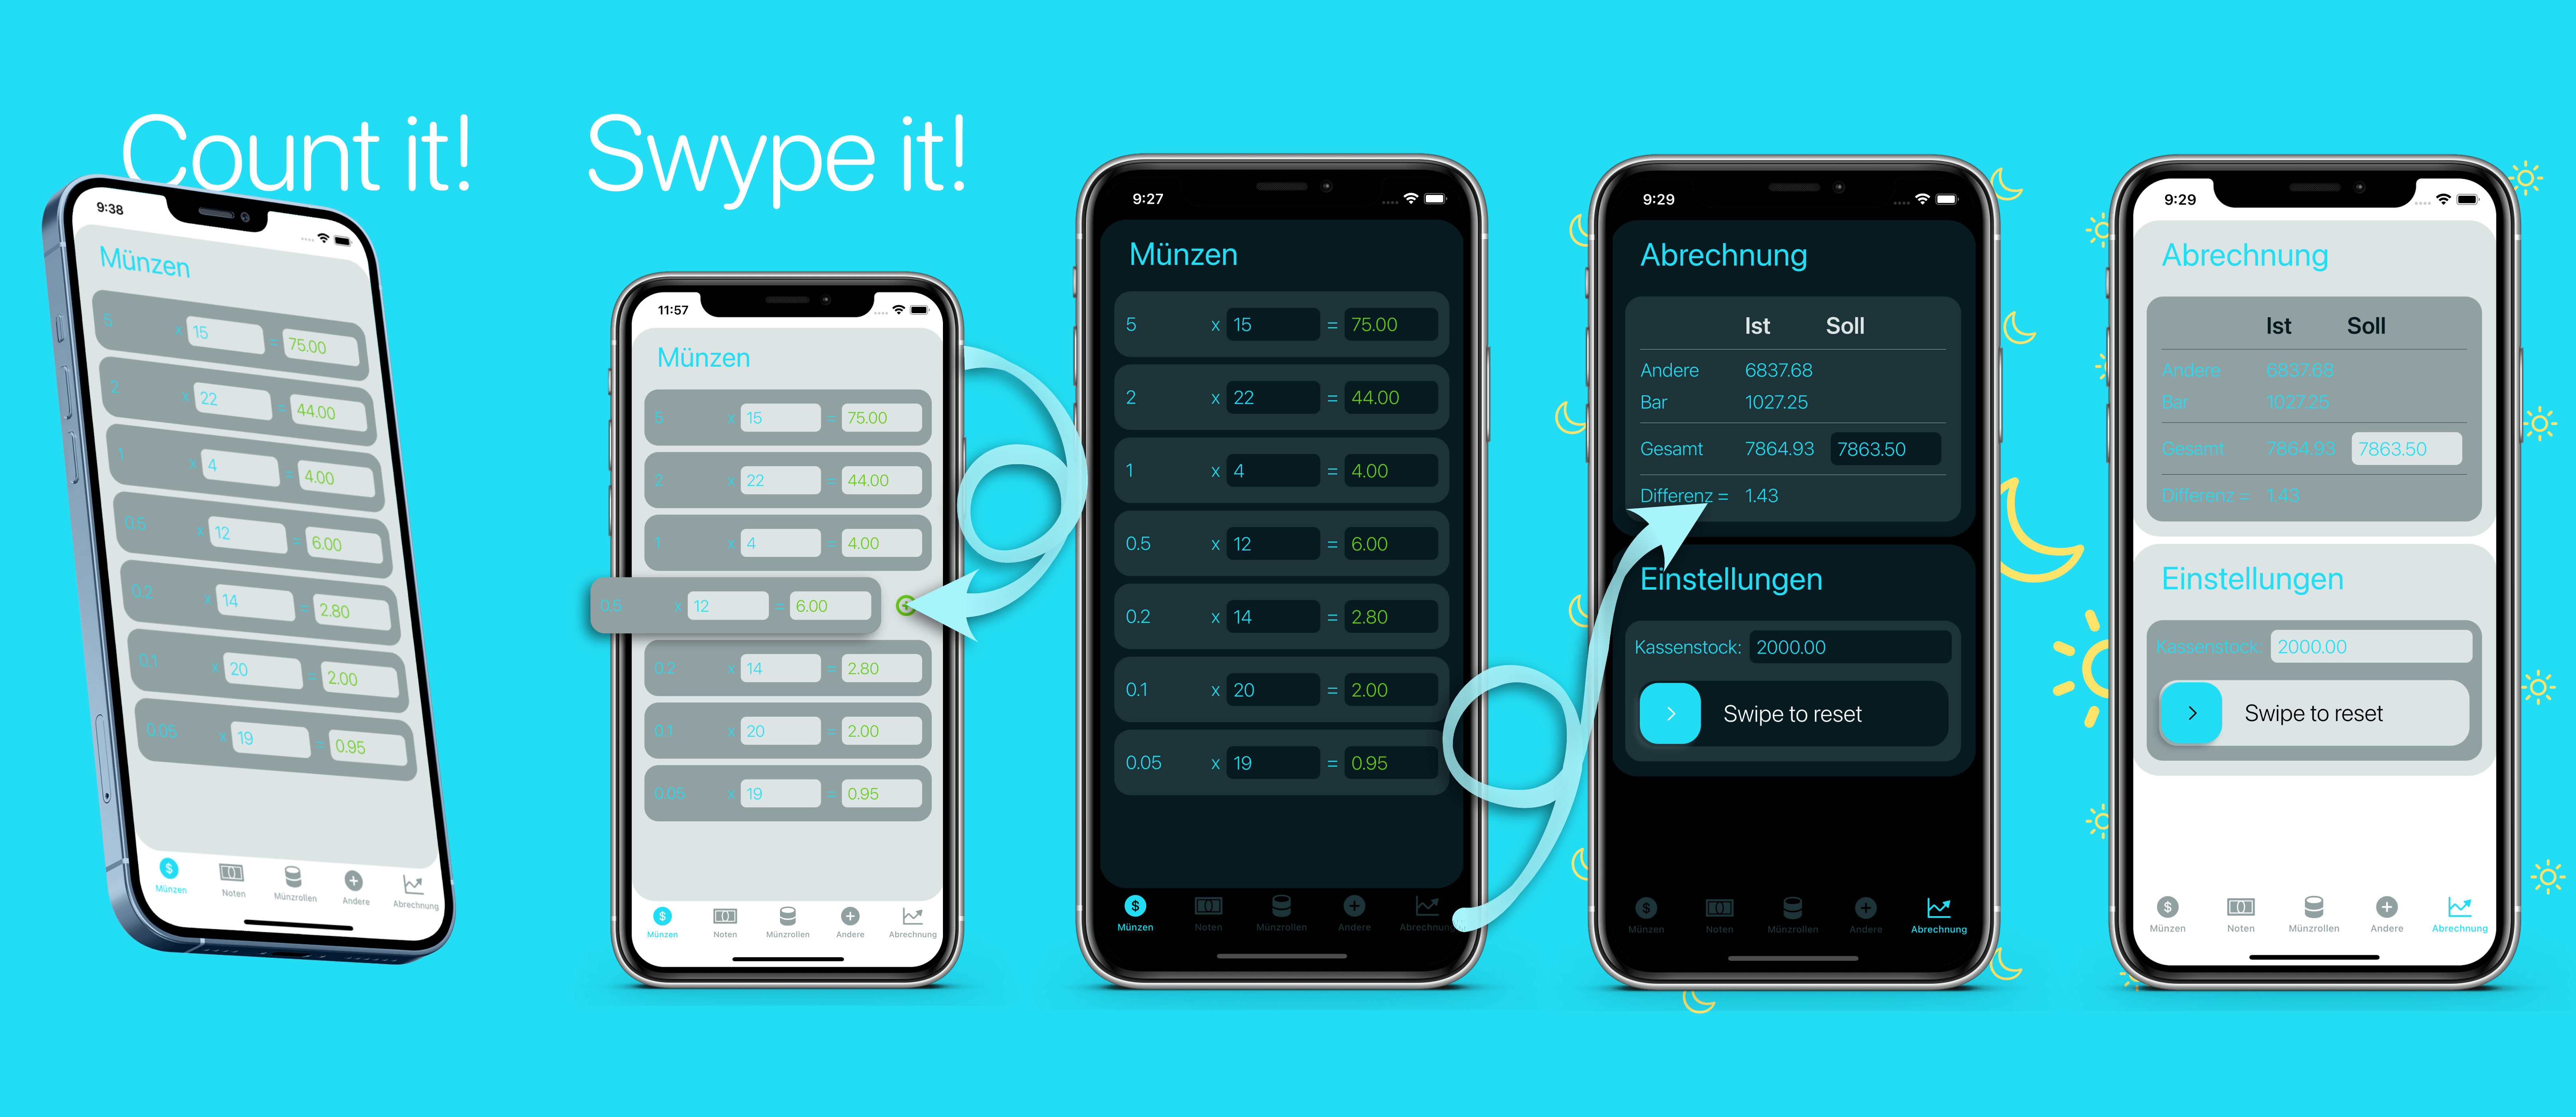 Count it!
9:38
Münzen
5 x 15 = 75.00
2 x 22 = 44.00
1 x 4 = 4.00
0.5 x 12 = 6.00
0.2 x 14 = 2.80
0.1 x 20 = 2.00
0.05 x 19 = 0.95
Münzen Noten Münzrollen Andere Abrechnung
Swype it!
11:57
Münzen
5 x 15 = 75.00
2 x 22 = 44.00
1 x 4 = 4.00
0.5 x 12 = 6.00
0.2 x 14 = 2.80
0.1 x 20 = 2.00
0.05 x 19 = 0.95
Münzen Noten Münzrollen Andere Abrechnung
9:27
Münzen
5 x 15 = 75.00
2 x 22 = 44.00
1 x 4 = 4.00
0.5 x 12 = 6.00
0.2 x 14 = 2.80
0.1 x 20 = 2.00
0.05 x 19 = 0.95
Münzen Noten Münzrollen Andere Abrechnung
9:29
Abrechnung
Ist Soll
Andere 6837.68
Bar 1027.25
Gesamt 7864.93 7863.50
Differenz = 1.43
Einstellungen
Kassenstock: 2000.00
Swipe to reset
Münzen Noten Münzrollen Andere Abrechnung
9:29
Abrechnung
Ist Soll
Andere 6837.68
Bar 1027.25
Gesamt 7864.93 7863.50
Differenz = 1.43
Einstellungen
Kassenstock: 2000.00
Swipe to reset
Münzen Noten Münzrollen Andere Abrechnung